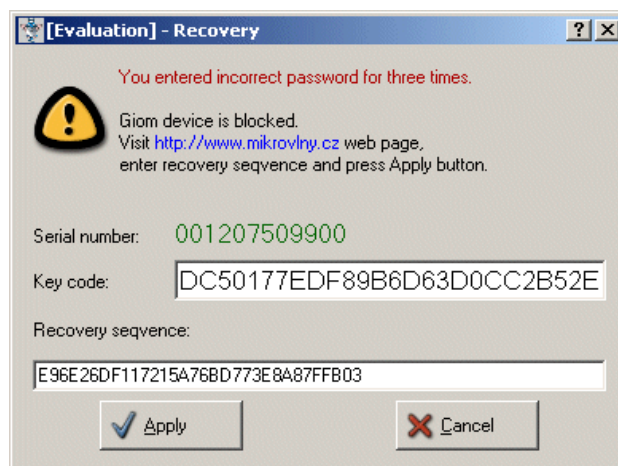 [Evaluation] - Recovery
You entered incorrect password for three times.
Giom device is blocked.
Visit http://www.mikrovlny.cz web page,
enter recovery seqvence and press Apply button.
Serial number: 001207509900
Key code: DC50177EDF89B6D63D0CC2B52E
Recovery seqvence:
E96E26DF117215A76BD773E8A87FFB03
Apply Cancel